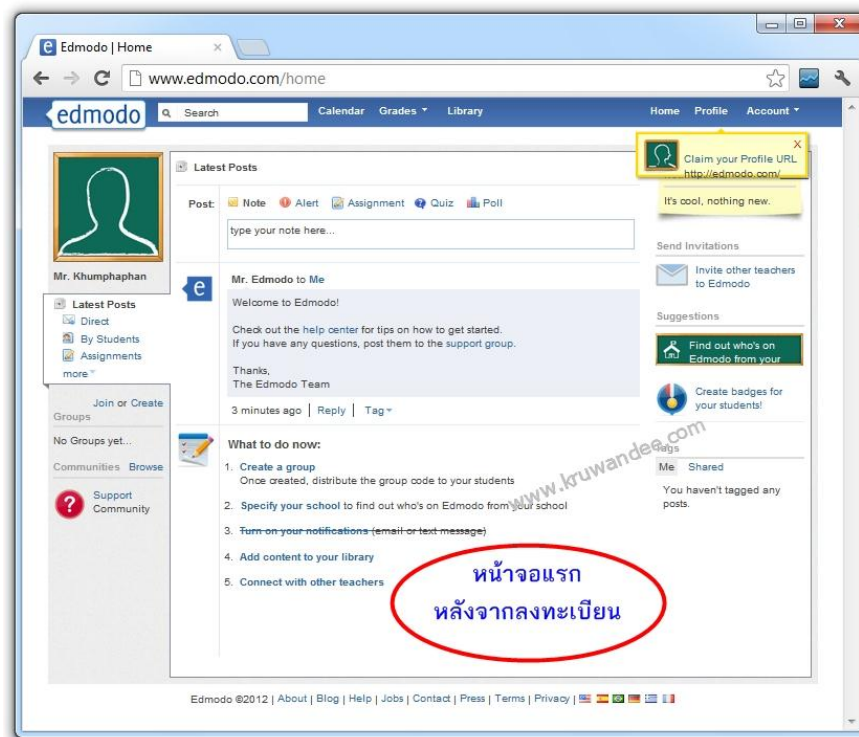 Edmodo | Home
www.edmodo.com/home
edmodo
Search
Calendar Grades Library
Home Profile Account
X
Claim your Profile URL
http://edmodo.com/
It's cool, nothing new.
Mr. Khumphaphan
Latest Posts
Direct
By Students
Assignments
more
Join or Create
Groups
No Groups yet...
Communities Browse
?
Support
Community
Latest Posts
Post: Note Alert Assignment Quiz Poll
type your note here...
e
Mr. Edmodo to Me
Welcome to Edmodo!
Check out the help center for tips on how to get started.
If you have any questions, post them to the support group.
Thanks,
The Edmodo Team
3 minutes ago | Reply | Tag
What to do now:
1. Create a group
Once created, distribute the group code to your students
2. Specify your school to find out who's on Edmodo from your school
3. Turn on your notifications (email or text message)
4. Add content to your library
5. Connect with other teachers
Send Invitations
Invite other teachers
to Edmodo
Suggestions
Find out who's on
Edmodo from your
Create badges for
your students!
Tags
Me Shared
You haven't tagged any
posts.
www.kruwandee.com
หน้าจอแรก
หลังจากลงทะเบียน
Edmodo ©2012 | About | Blog | Help | Jobs | Contact | Press | Terms | Privacy |